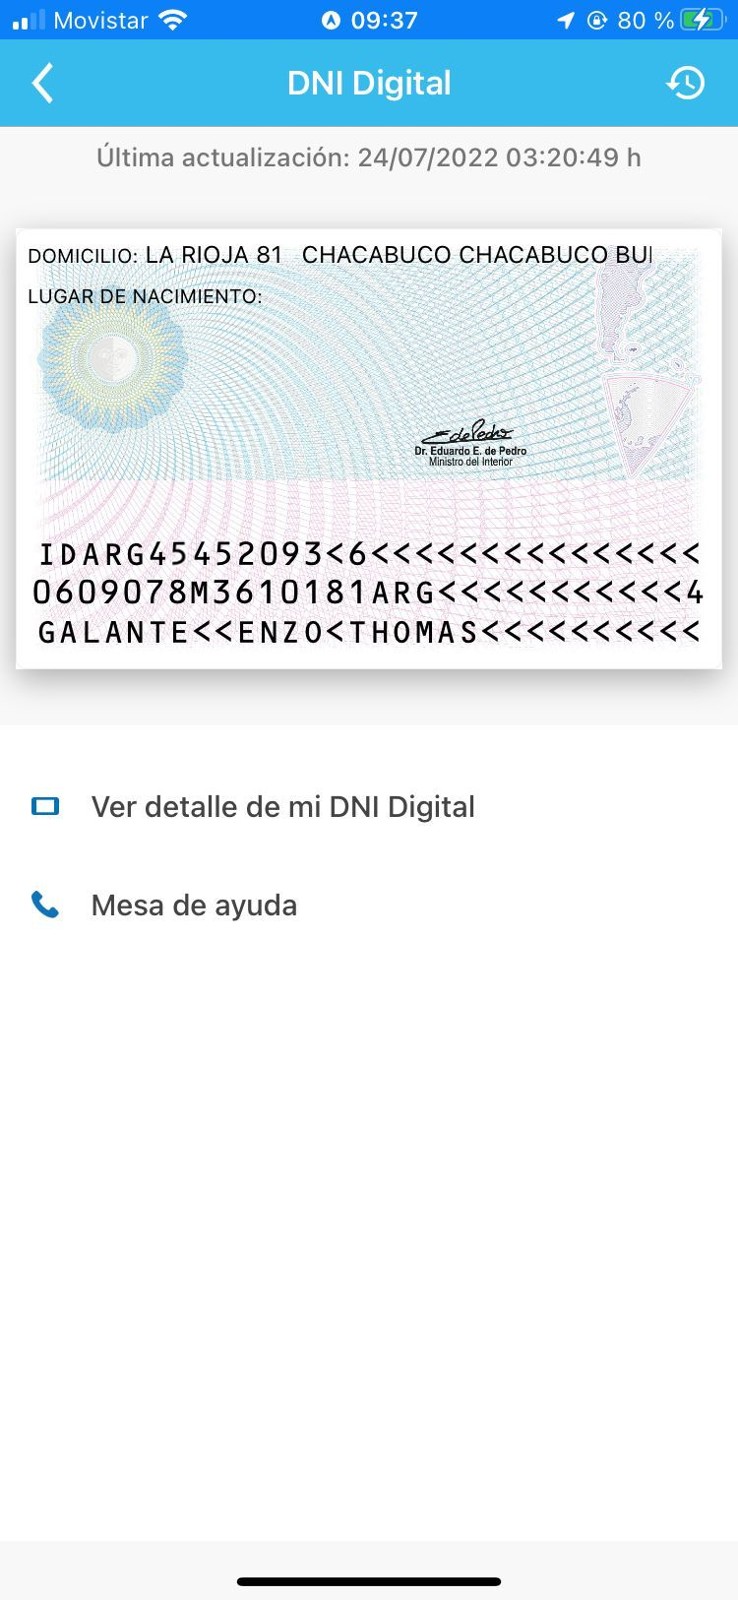 Movistar 09:37 80 %
DNI Digital
Última actualización: 24/07/2022 03:20:49 h
DOMICILIO: LA RIOJA 81 CHACABUCO CHACABUCO BUI
LUGAR DE NACIMIENTO:
E de Pedro
Dr. Eduardo E. de Pedro
Ministro del Interior
IDARG45452093<6<<<<<<<<<<<<<<<
0609078M3610181ARG<<<<<<<<<<<4
GALANTE<<ENZO<THOMAS<<<<<<<<<<
Ver detalle de mi DNI Digital
Mesa de ayuda